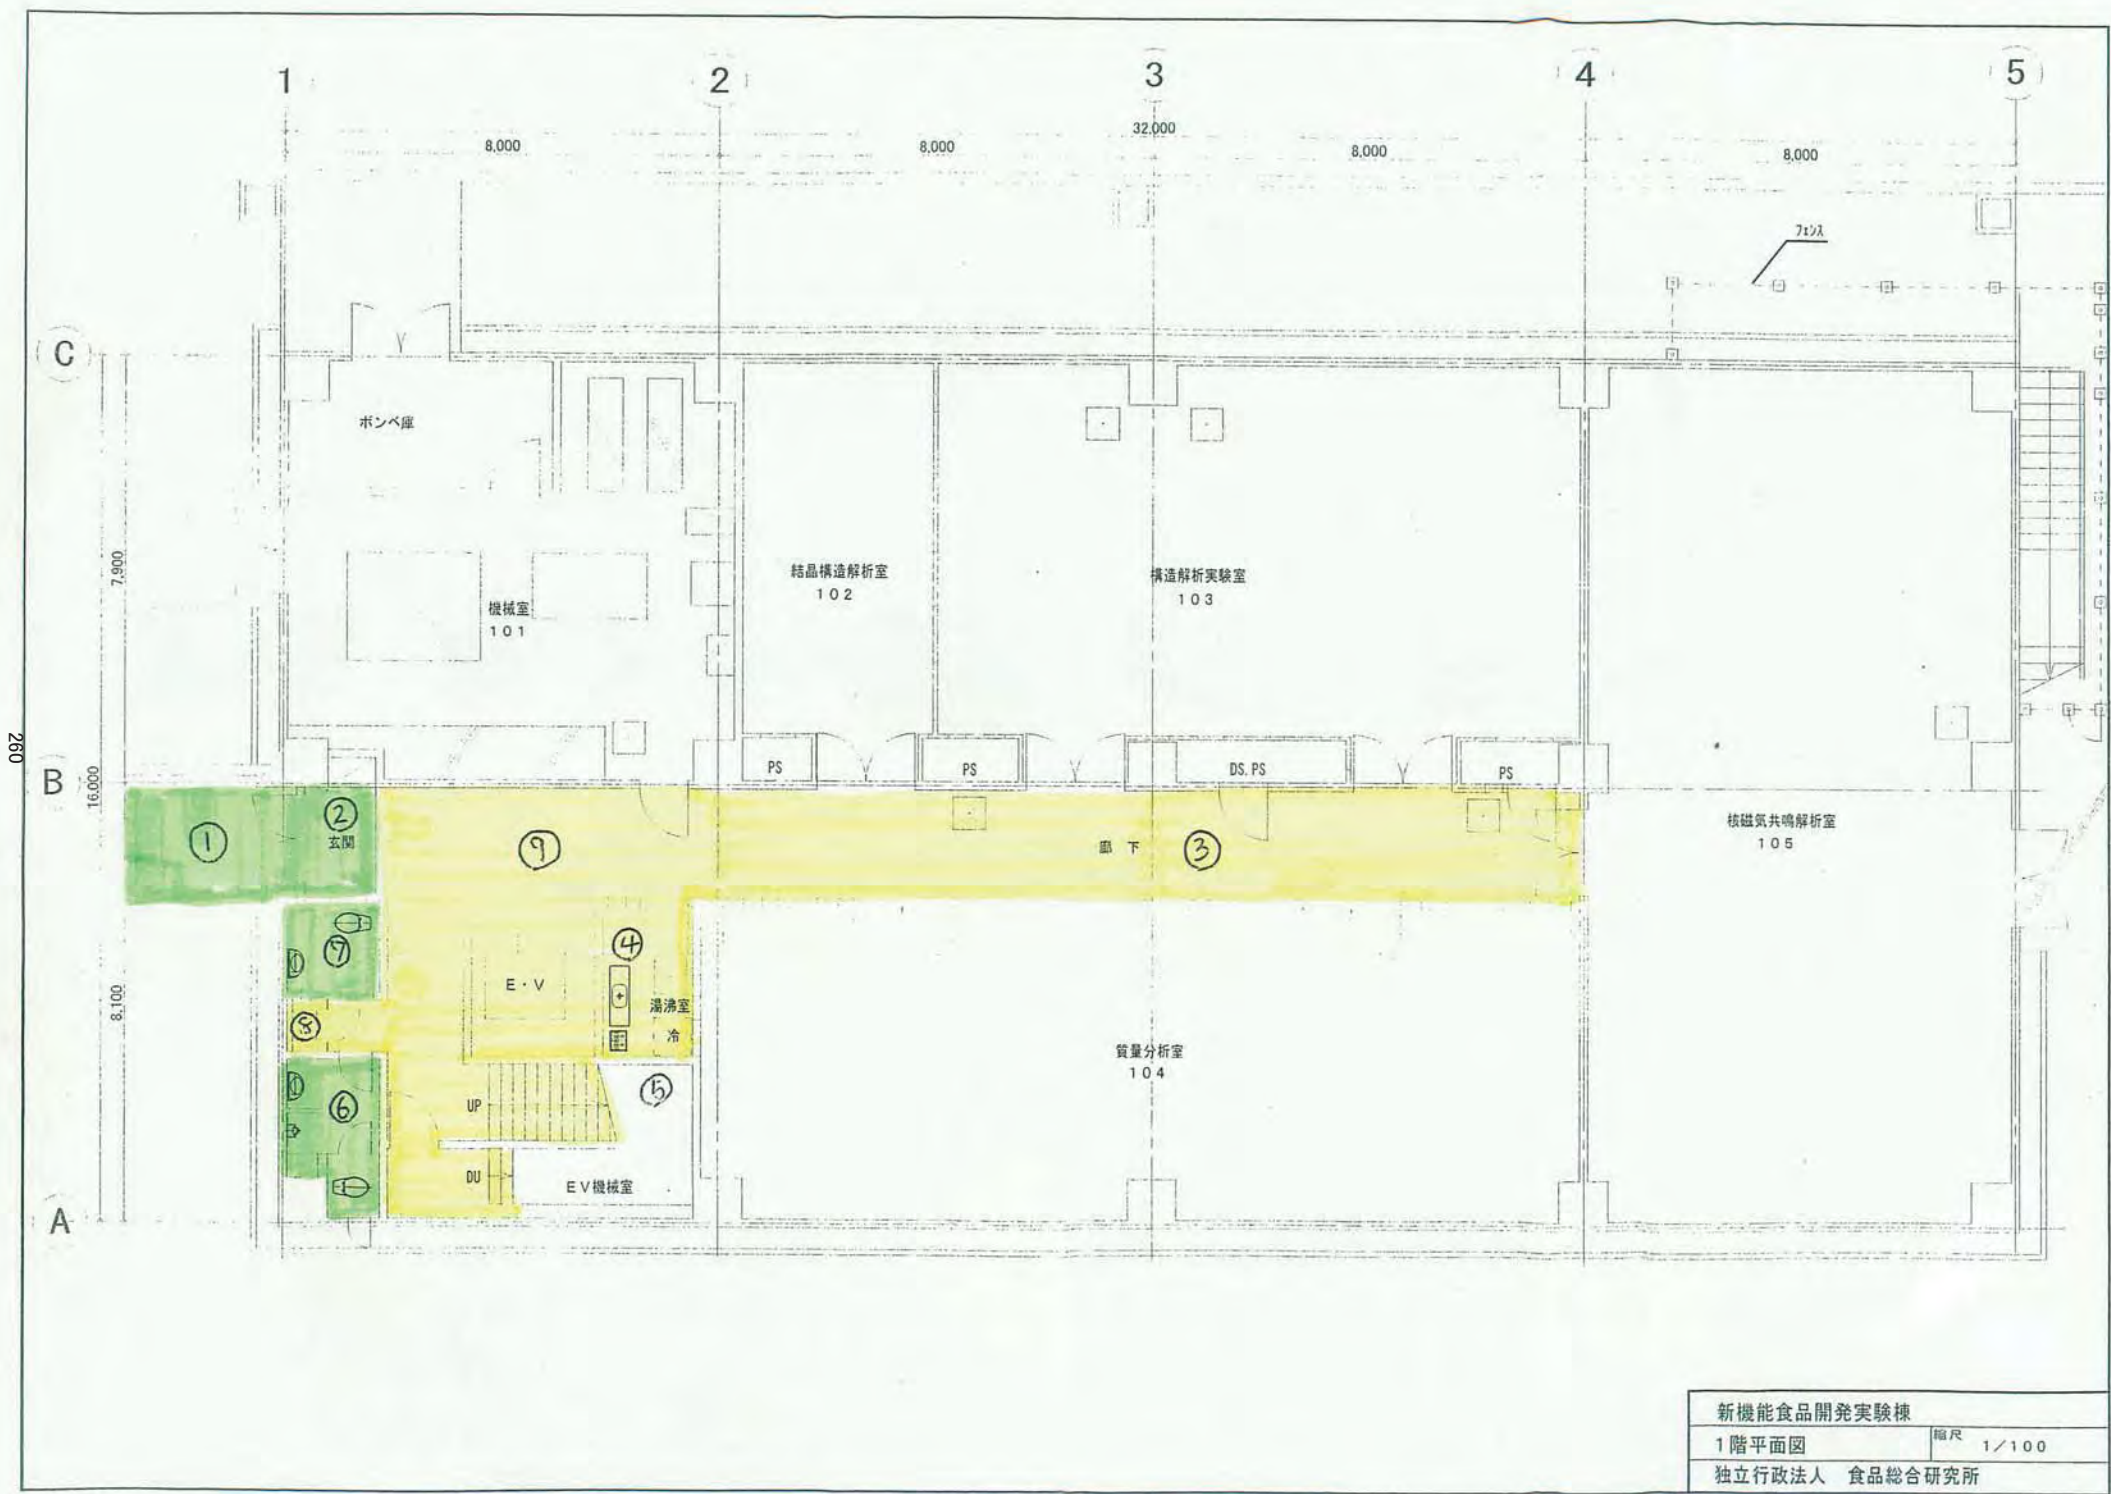 1
2
3
4
5
32,000
8,000
8,000
8,000
8,000
フェンス
C
ボンベ庫
7,900
結晶構造解析室
102
構造解析実験室
103
機械室
101
260
PS
PS
DS.PS
PS
B
16,000
①
②
玄関
⑨
廊下
③
核磁気共鳴解析室
105
⑦
④
E・V
湯沸室
冷
8,100
⑧
質量分析室
104
⑤
⑥
UP
DU
EV機械室
A
新機能食品開発実験棟
1階平面図
縮尺 1/100
独立行政法人 食品総合研究所